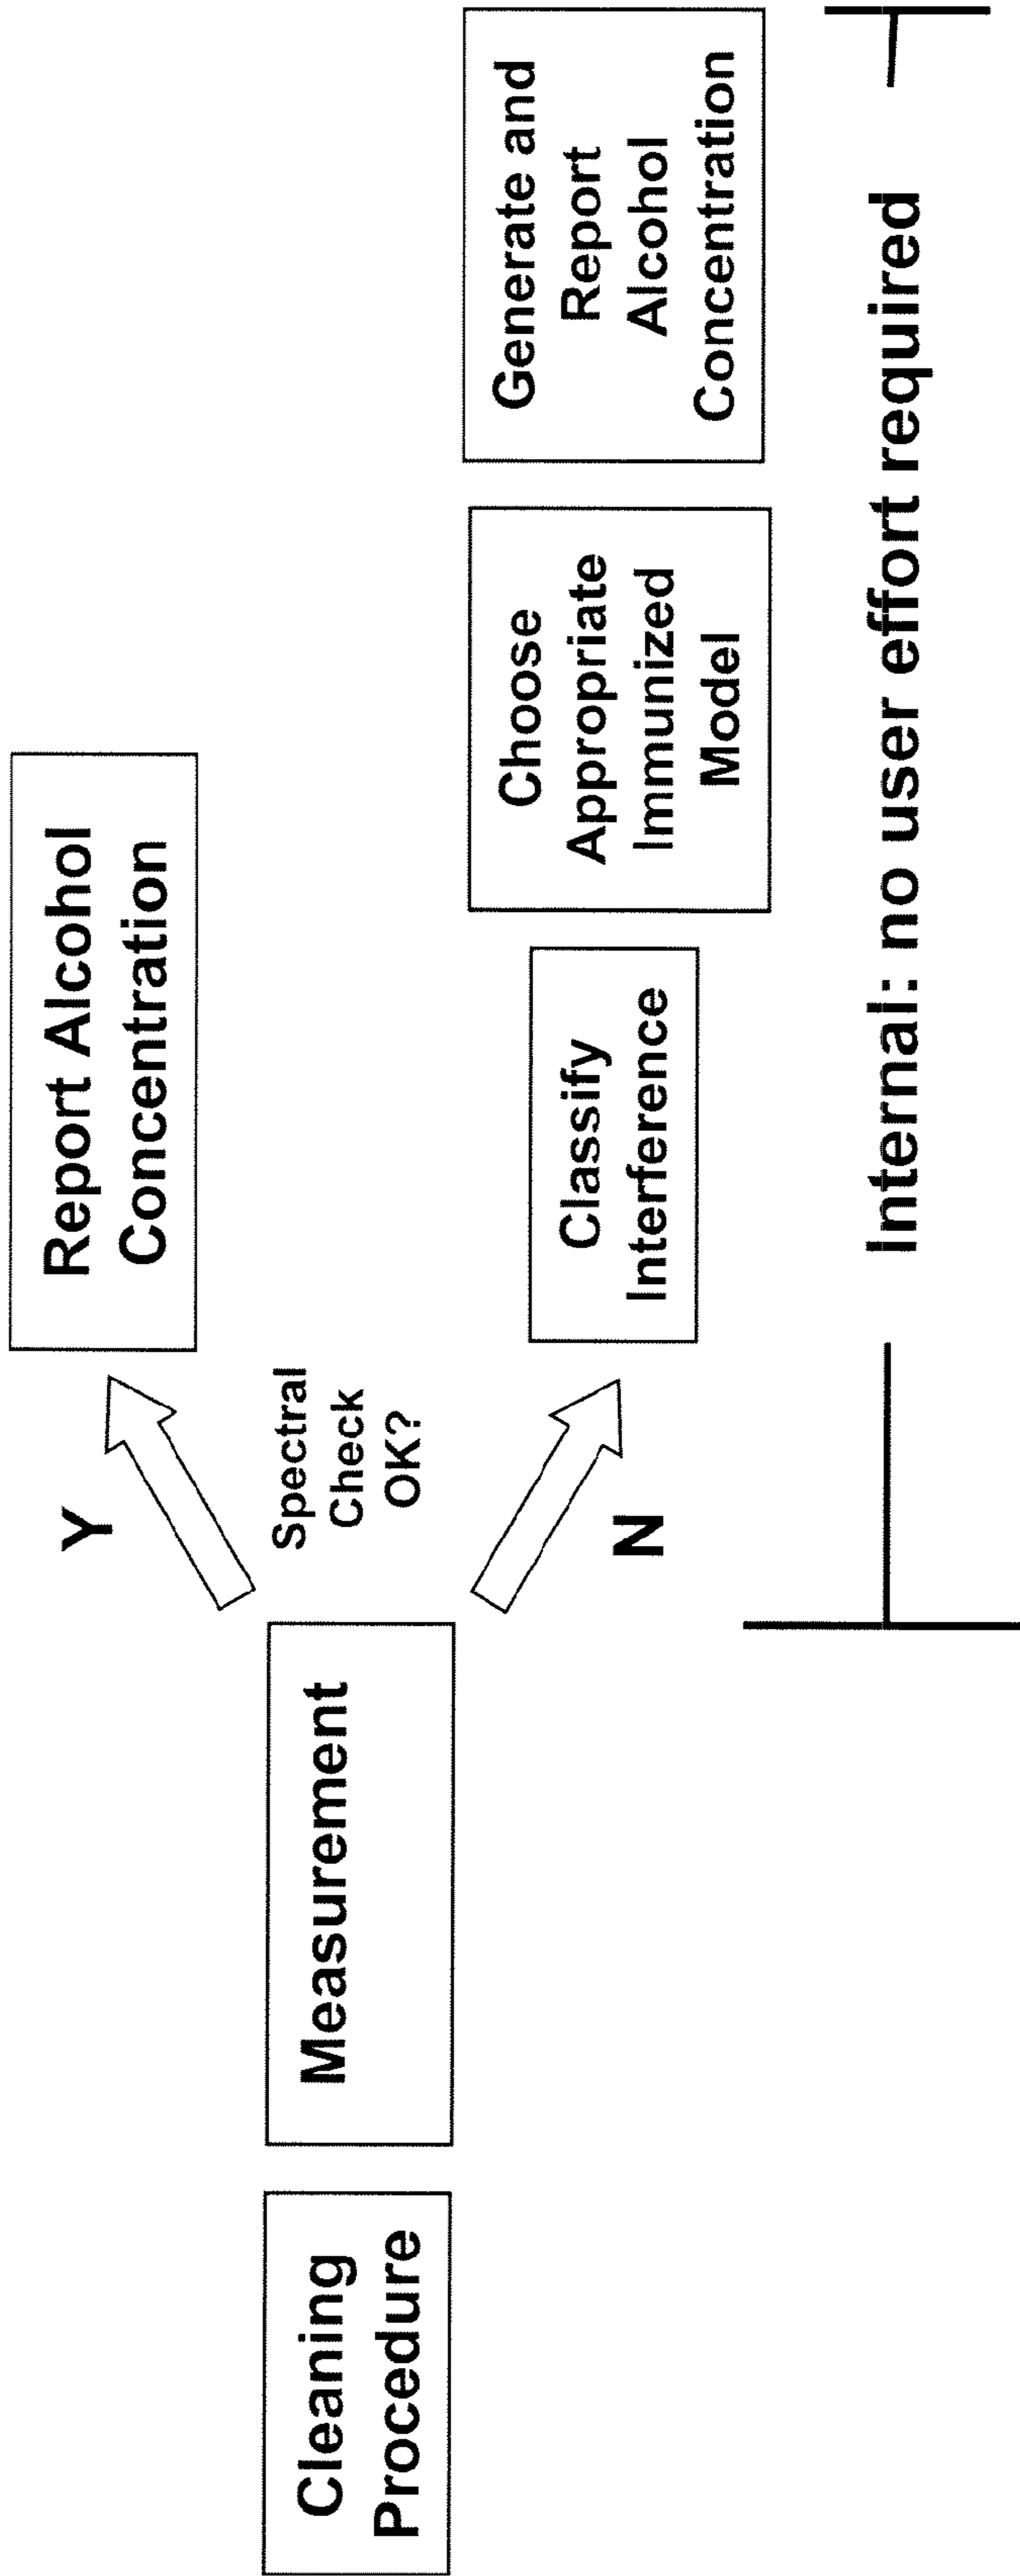 Cleaning
Procedure
Measurement
Y
Spectral
Check
OK?
N
Report Alcohol
Concentration
Classify
Interference
Choose
Appropriate
Immunized
Model
Generate and
Report
Alcohol
Concentration
Internal: no user effort required